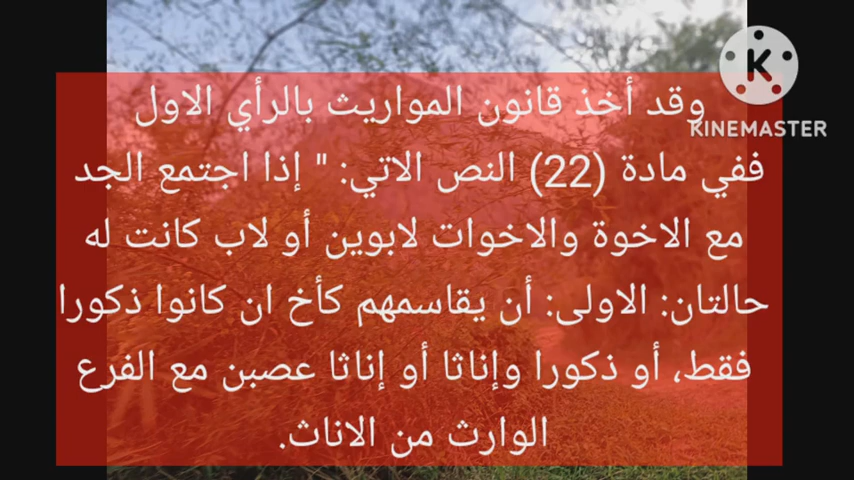 وقد أخذ قانون المواريث بالرأي الاول
ففي مادة (22) النص الاتي: " إذا اجتمع الجد
مع الاخوة والاخوات لابوين أو لاب كانت له
حالتان: الاولى: أن يقاسمهم كأخ ان كانوا ذكورا
فقط، أو ذكورا وإناثا أو إناثا عصبن مع الفرع
الوارث من الاناث.
KINEMASTER